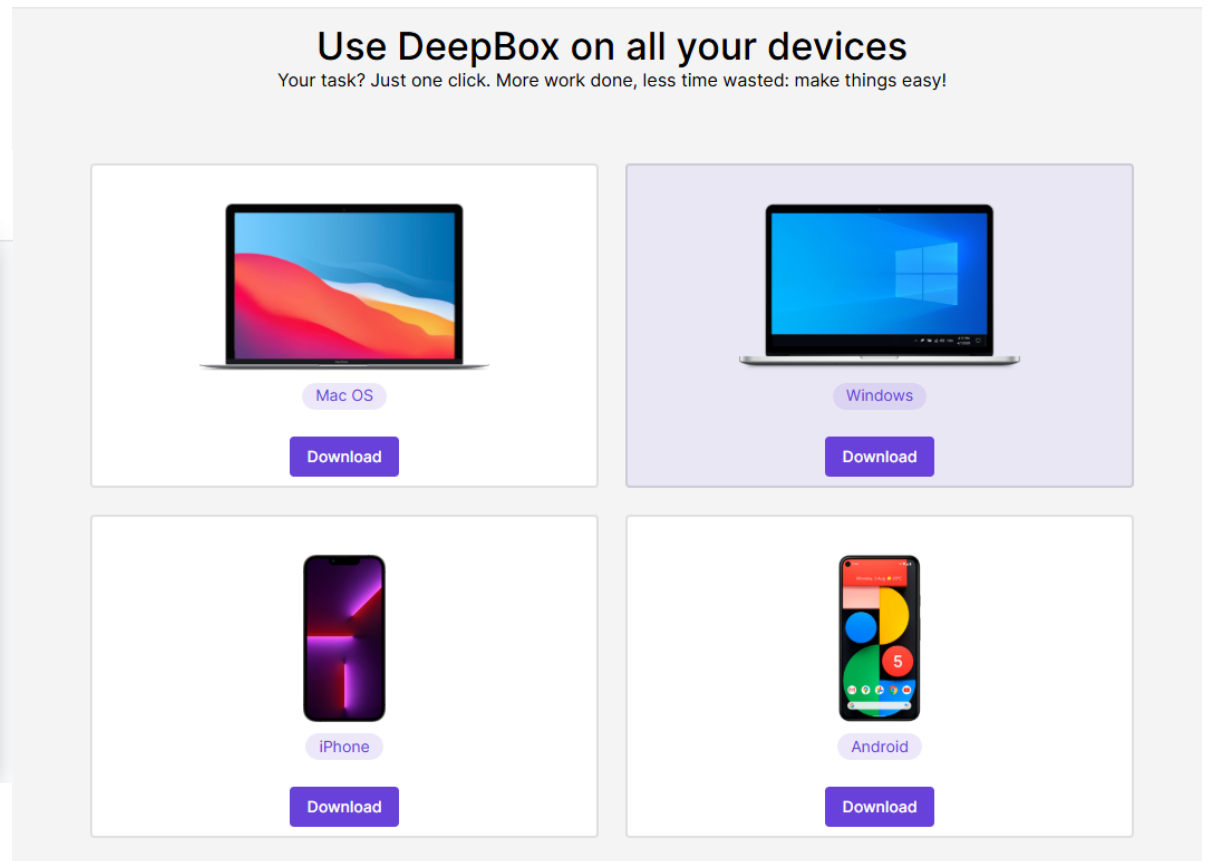 Use DeepBox on all your devices
Your task? Just one click. More work done, less time wasted: make things easy!
Mac OS
Download
Windows
Download
iPhone
Download
5
Android
Download